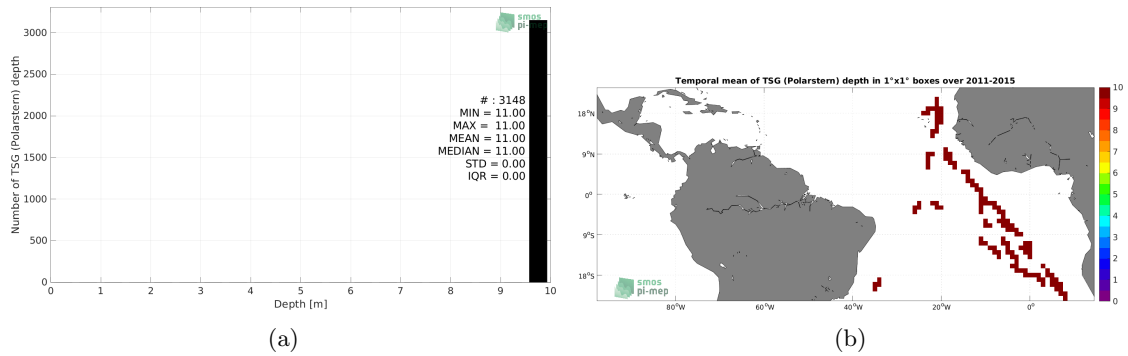 smos
pi-mep
3000
2500
2000
1500
1000
500
0
Number of TSG (Polarstern) depth
# : 3148
MIN = 11.00
MAX = 11.00
MEAN = 11.00
MEDIAN = 11.00
STD = 0.00
IQR = 0.00
0 1 2 3 4 5 6 7 8 9 10
Depth [m]
(a)
Temporal mean of TSG (Polarstern) depth in 1°x1° boxes over 2011-2015
18°N
9°N
0°
9°S
18°S
smos
pi-mep
80°W 60°W 40°W 20°W 0°
10
9
8
7
6
5
4
3
2
1
0
(b)